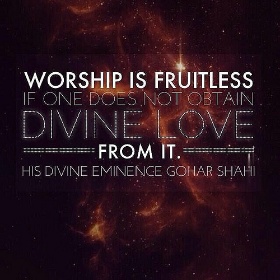 WORSHIP IS FRUITLESS
IF ONE DOES NOT OBTAIN
DIVINE LOVE
FROM IT.
HIS DIVINE EMINENCE GOHAR SHAHI